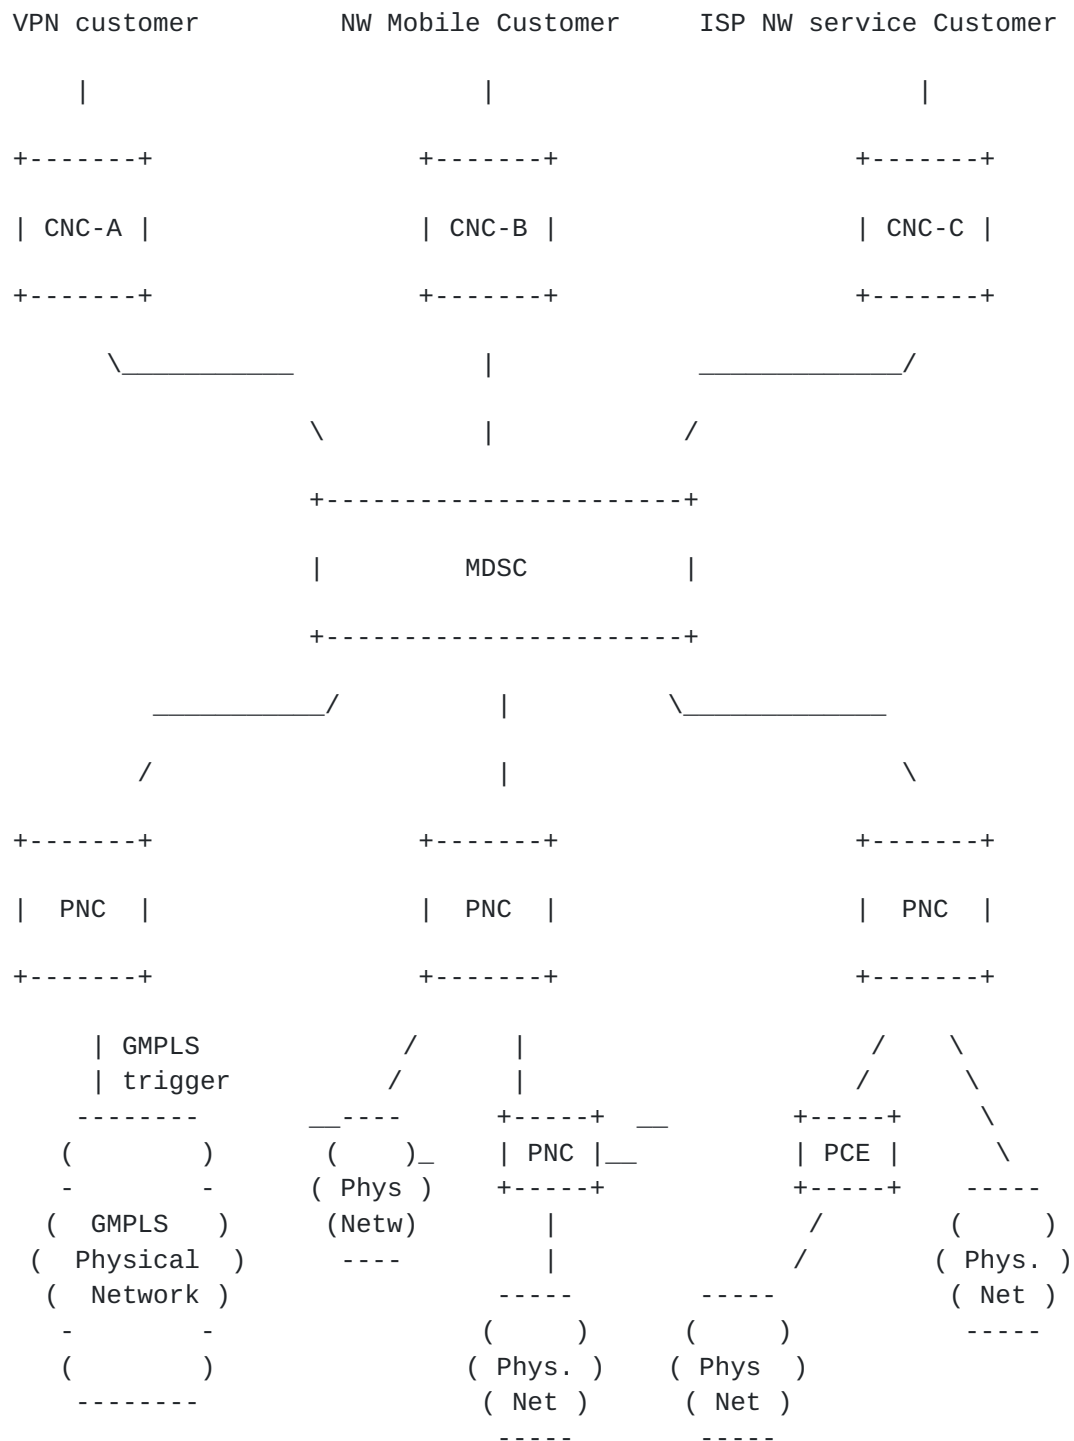 VPN customer NW Mobile Customer ISP NW service Customer
CNC-A CNC-B CNC-C
MDSC
PNC PNC PNC
GMPLS
trigger
PNC PCE
Phys
GMPLS (Netw)
Physical Phys.
Network Net
Phys. Phys
Net Net